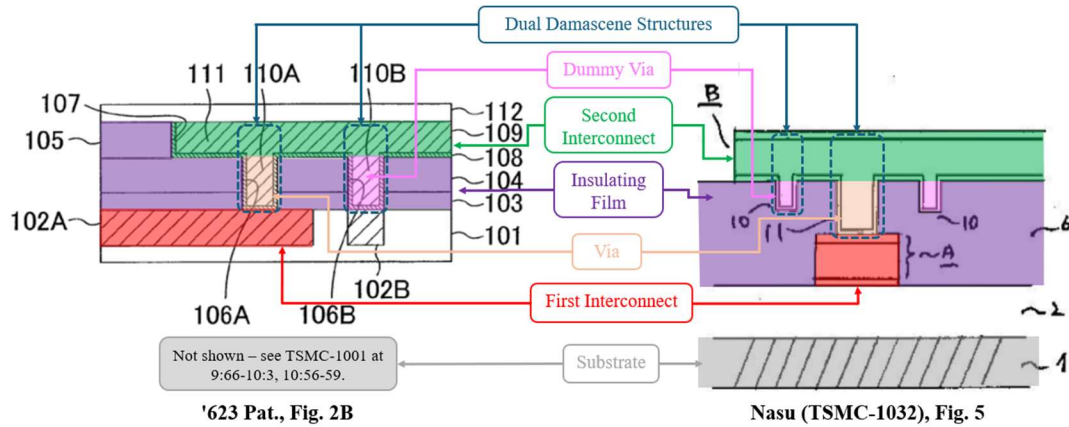 Dual Damascene Structures
110A
110B
Dummy Via
111
107
112
Second
Interconnect
B
109
105
108
104
Insulating
Film
103
10
11
10
6
102A
101
Via
A
102B
106A
106B
First Interconnect
2
Not shown – see TSMC-1001 at
9:66-10:3, 10:56-59.
Substrate
1
'623 Pat., Fig. 2B
Nasu (TSMC-1032), Fig. 5